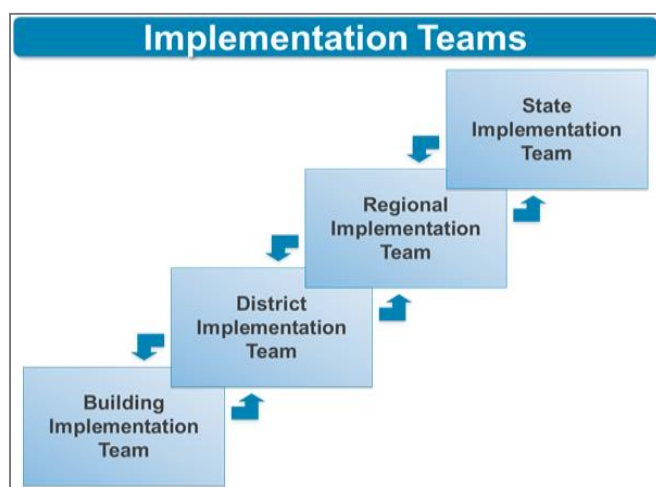 Implementation Teams
State
Implementation
Team
Regional
Implementation
Team
District
Implementation
Team
Building
Implementation
Team